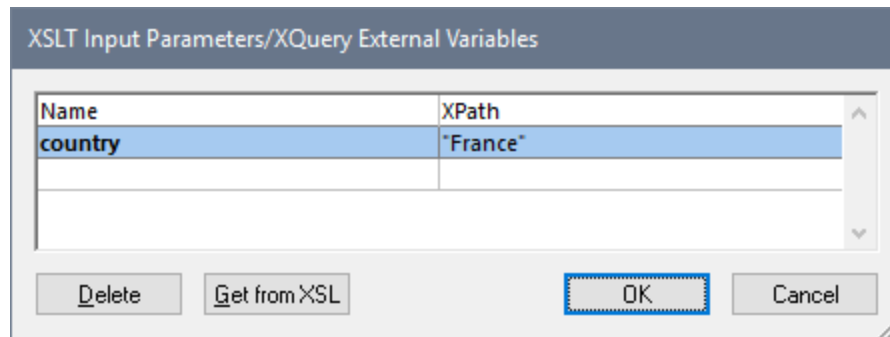 XSLT Input Parameters/XQuery External Variables
Name XPath
country "France"
Delete Get from XSL OK Cancel